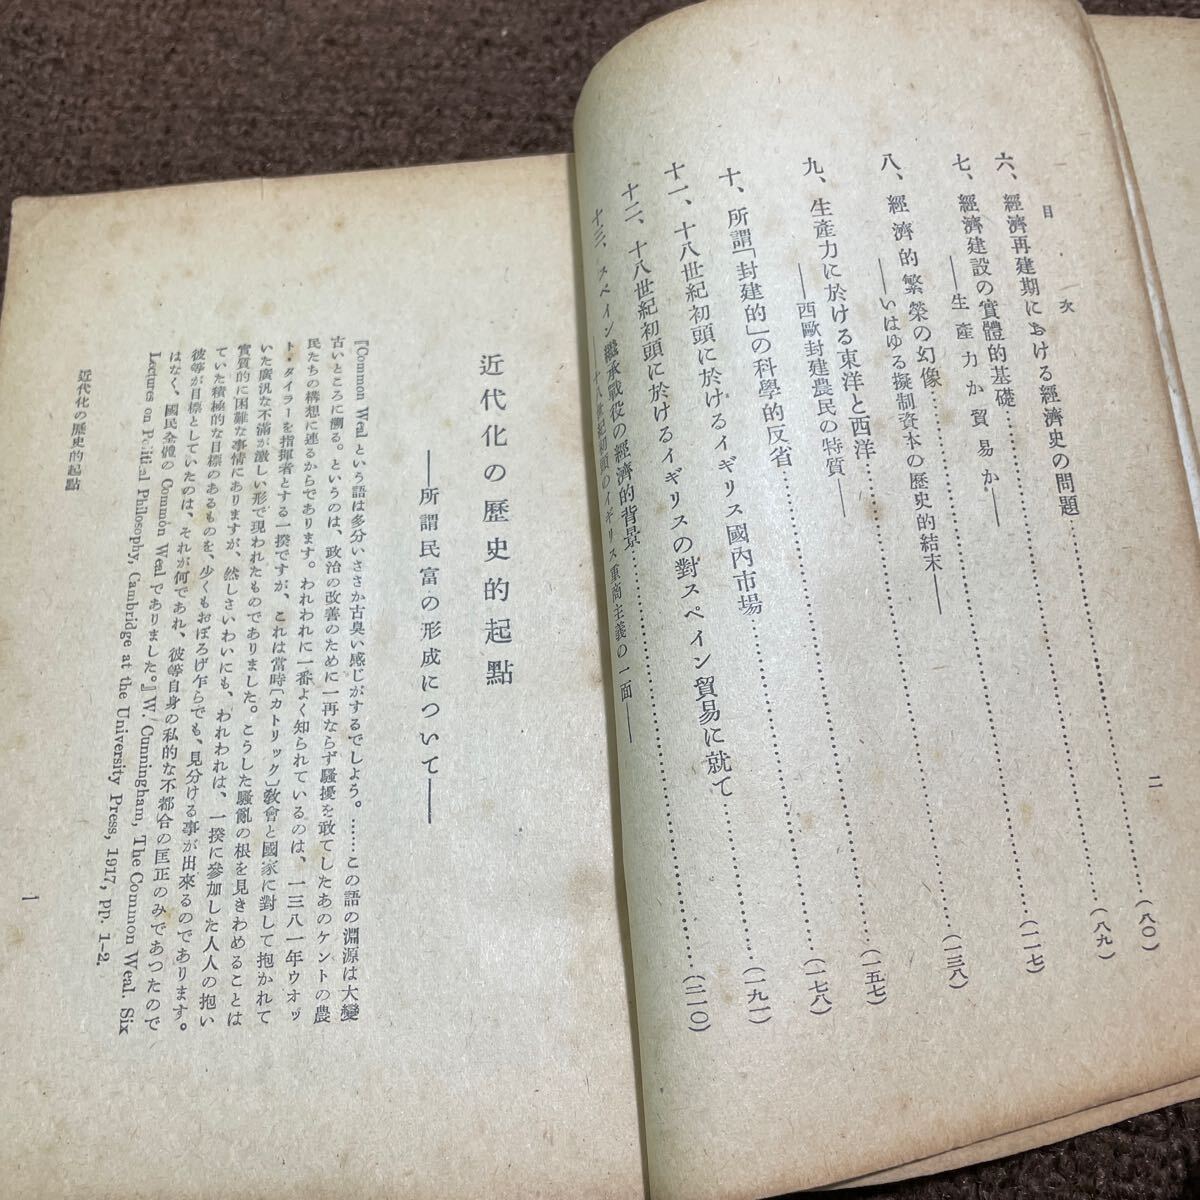 目次
二
六、經濟再建期における經濟史の問題……(八〇)
七、經濟建設の實體的基礎……(八九)
――生產力か貿易か――
八、經濟的繁榮の幻像……(一一七)
――いはゆる擬制資本の歷史的結末――
九、生產力に於ける東洋と西洋……(一三八)
――西歐封建農民の特質――
十、所謂「封建的」の科學的反省……(一五七)
十一、十八世紀初頭に於けるイギリス國內市場……(一七八)
十二、十八世紀初頭に於けるイギリスの對スペイン貿易に就て……(一九一)
十三、スペイン繼承戰役の經濟的背景……(二一〇)
――十八世紀初頭のイギリス重商主義の一面――
近代化の歷史的起點
――所謂民富の形成について――
『Common Weal という語は多分いささか古臭い感じがするでしよう。……この語の淵源は大變
古いところに溯る。というのは、政治の改善のために一再ならず騷擾を敢てしたあのケントの農
民たちの構想に連るからであります。われわれに一番よく知られているのは、一三八一年ウオツ
ト・タイラーを指揮者とする一揆ですが、これは當時〔カトリック〕敎會と國家に對して抱かれて
いた廣汎な不滿が激しい形で現われたものでありました。こうした騷亂の根を見きわめることは
實質的に困難な事情にありますが、然しさいわいにも、われわれは、一揆に參加した人人の抱い
ていた積極的な目標のあるものを、少くもおぼろげ乍らでも、見分ける事が出來るのであります。
彼等が目標としていたのは、それが何であれ、彼等自身の私的な不都合の匡正のみであつたので
はなく、國民全體の Common Weal でありました。』W. Cunningham, The Common Weal. Six
Lectures on Political Philosophy, Cambridge at the University Press, 1917, pp. 1-2.
近代化の歷史的起點
1